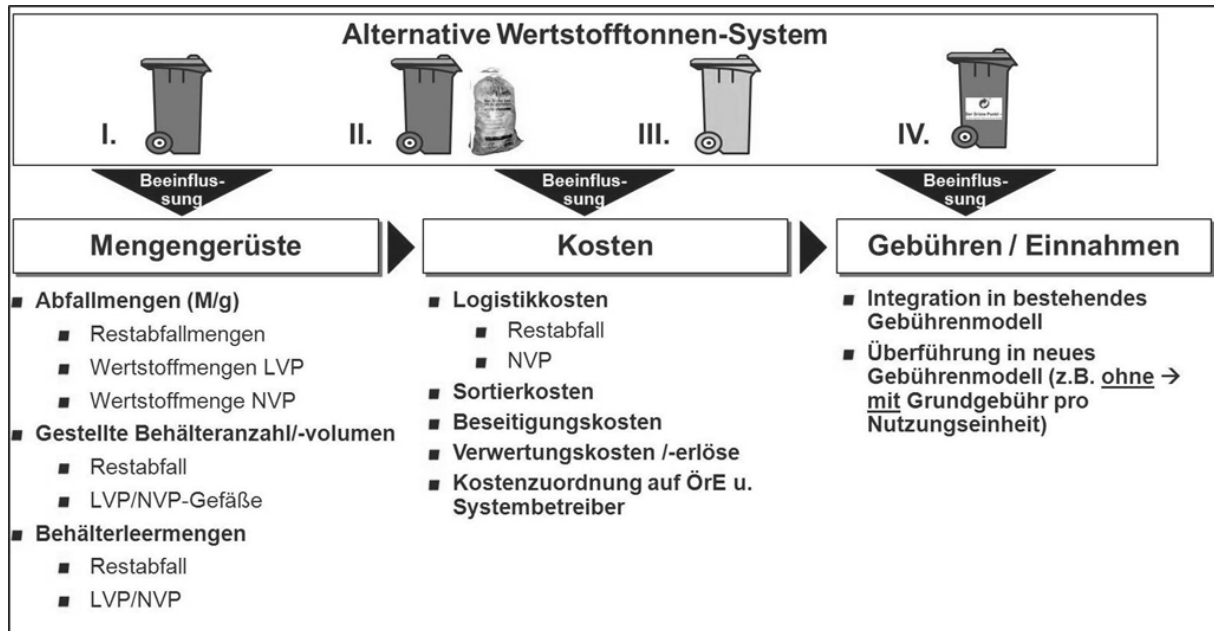 Alternative Wertstofftonnen-System
I.
II.
III.
IV.
Der Grüne Punkt
Beeinflus-
sung
Beeinflus-
sung
Beeinflus-
sung
Mengengerüste
Kosten
Gebühren / Einnahmen
■ Abfallmengen (M/g)
■ Restabfallmengen
■ Wertstoffmengen LVP
■ Wertstoffmenge NVP
■ Gestellte Behälteranzahl/-volumen
■ Restabfall
■ LVP/NVP-Gefäße
■ Behälterleermengen
■ Restabfall
■ LVP/NVP
■ Logistikkosten
■ Restabfall
■ NVP
■ Sortierkosten
■ Beseitigungskosten
■ Verwertungskosten /-erlöse
■ Kostenzuordnung auf ÖrE u.
Systembetreiber
■ Integration in bestehendes
Gebührenmodell
■ Überführung in neues
Gebührenmodell (z.B. ohne →
mit Grundgebühr pro
Nutzungseinheit)